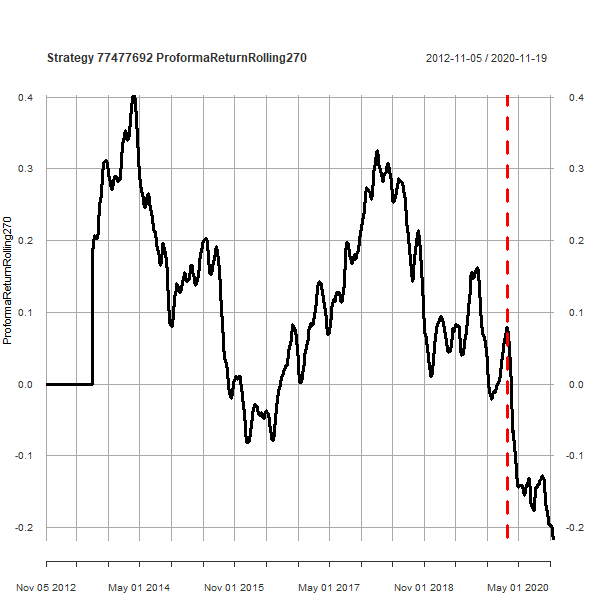 Strategy 77477692 ProformaReturnRolling270
2012-11-05 / 2020-11-19
0.4
0.4
0.3
0.3
0.2
0.2
0.1
0.1
0.0
0.0
-0.1
-0.1
-0.2
-0.2
ProformaReturnRolling270
Nov 05 2012
May 01 2014
Nov 01 2015
May 01 2017
Nov 01 2018
May 01 2020